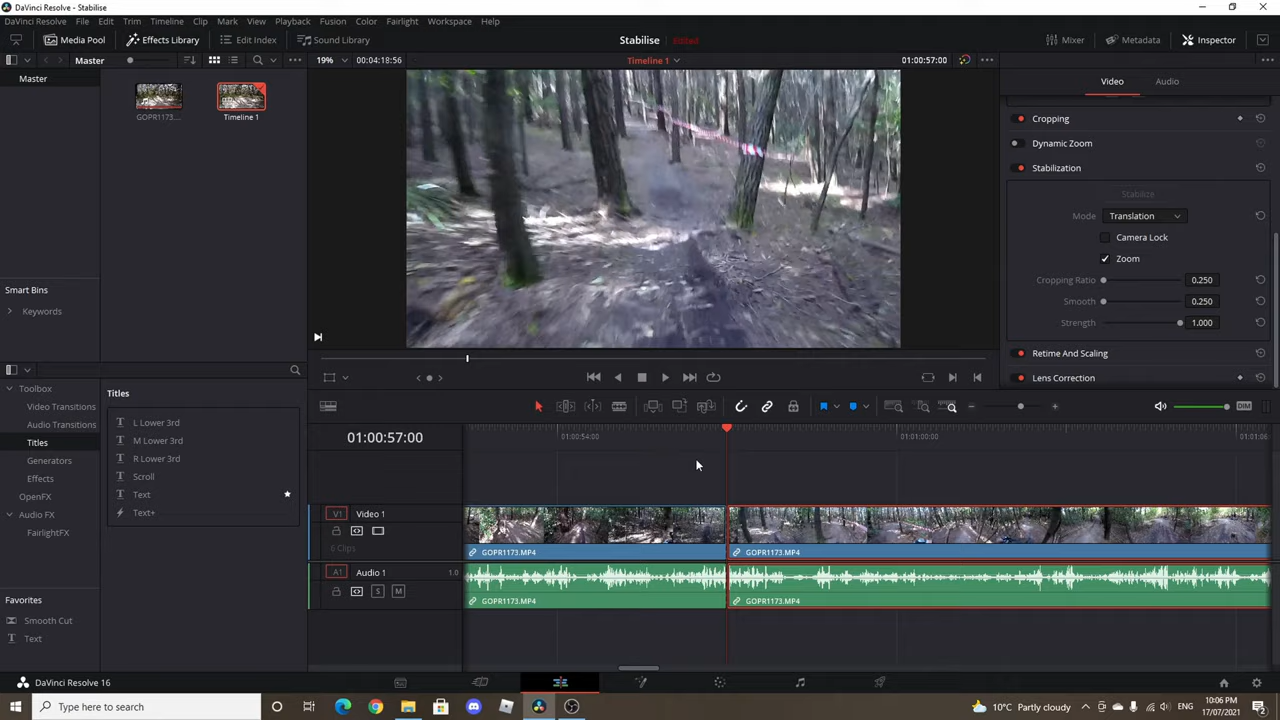 DaVinci Resolve - Stabilise
DaVinci Resolve File Edit Trim Timeline Clip Mark View Playback Fusion Color Fairlight Workspace Help
Media Pool Effects Library Edit Index Sound Library Stabilise Edited Mixer Metadata Inspector
Master 19% 00:04:18:56 Timeline 1 01:00:57:00
Master
GOPR1173....
Timeline 1
Video Audio
Cropping
Dynamic Zoom
Stabilization
Stabilize
Mode Translation
Camera Lock
Zoom
Cropping Ratio 0.250
Smooth 0.250
Strength 1.000
Retime And Scaling
Lens Correction
Smart Bins
Keywords
Toolbox
Video Transitions
Audio Transitions
Titles
Generators
Effects
OpenFX
Audio FX
FairlightFX
Favorites
Smooth Cut
Text
Titles
L Lower 3rd
M Lower 3rd
R Lower 3rd
Scroll
Text
Text+
DIM
01:00:57:00
01:00:54:00 01:01:00:00 01:01:06
V1 Video 1
6 Clips
GOPR1173.MP4 GOPR1173.MP4
A1 Audio 1 1.0
S M
GOPR1173.MP4 GOPR1173.MP4
DaVinci Resolve 16
Type here to search
10°C Partly cloudy
ENG
10:06 PM
17/07/2021
2